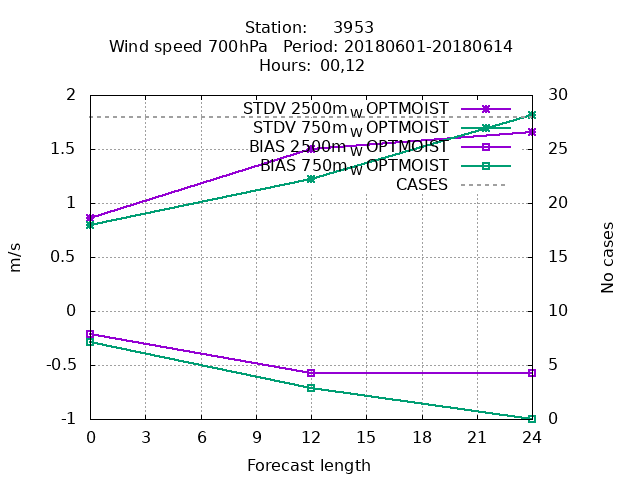 Station: 3953
Wind speed 700hPa Period: 20180601-20180614
Hours: 00,12
2
1.5
1
0.5
0
-0.5
-1
30
25
20
15
10
5
0
STDV 2500m_W OPTMOIST
STDV 750m_W OPTMOIST
BIAS 2500m_W OPTMOIST
BIAS 750m_W OPTMOIST
CASES
m/s
No cases
0 3 6 9 12 15 18 21 24
Forecast length